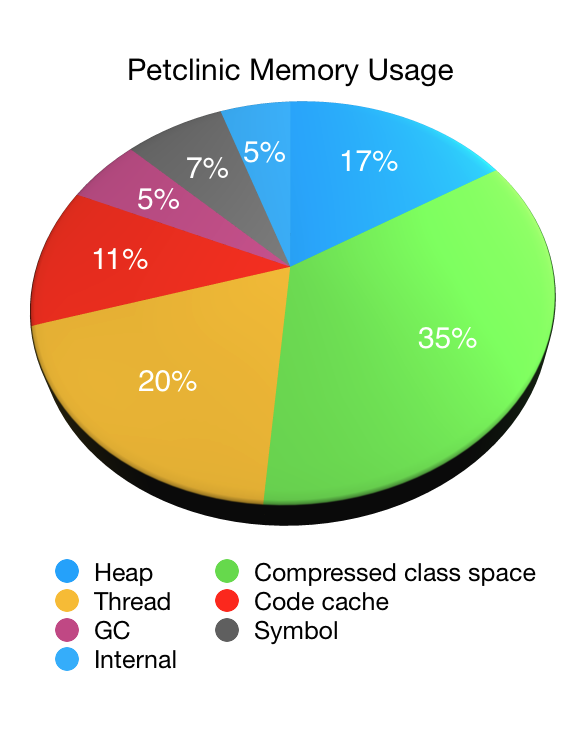 Petclinic Memory Usage
5%
17%
7%
5%
11%
35%
20%
Heap
Compressed class space
Thread
Code cache
GC
Symbol
Internal